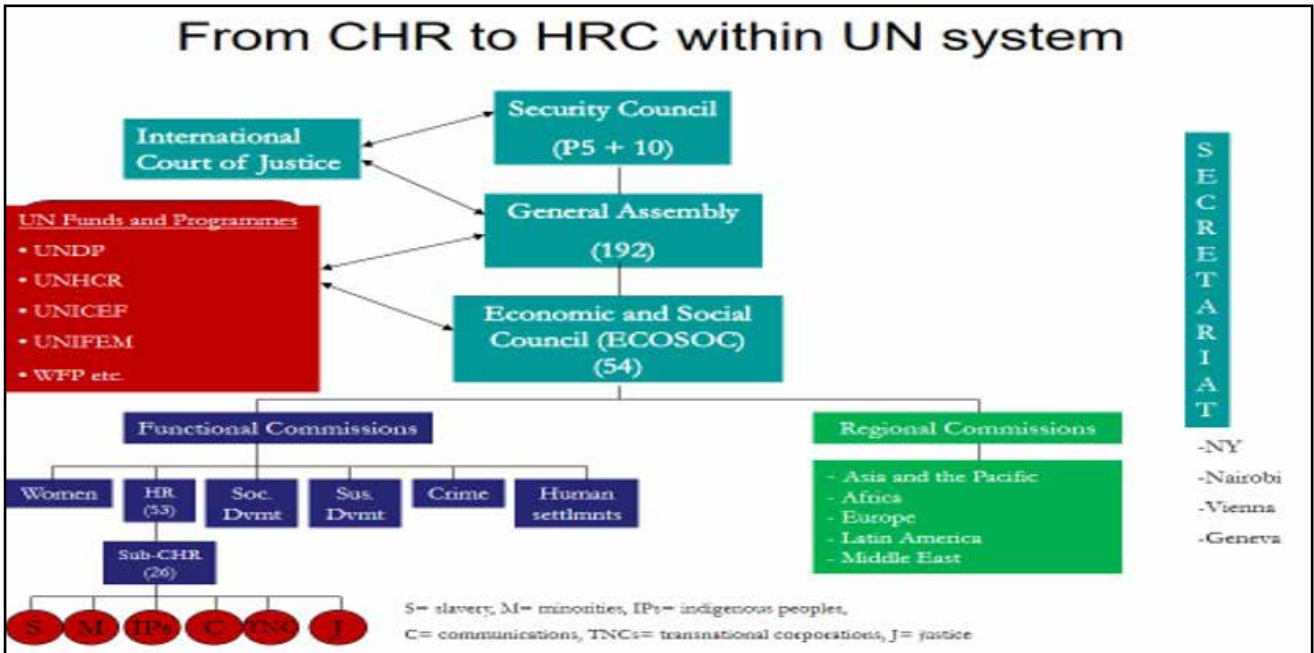 From CHR to HRC within UN system
Security Council
(P5 + 10)
International
Court of Justice
General Assembly
(192)
UN Funds and Programmes
• UNDP
• UNHCR
• UNICEF
• UNIFEM
• WFP etc.
Economic and Social
Council (ECOSOC)
(54)
SECRETARIAT
-NY
-Nairobi
-Vienna
-Geneva
Functional Commissions
Regional Commissions
Women
HR
(53)
Soc.
Dvmt
Sus.
Dvmt
Crime
Human
settlmnts
- Asia and the Pacific
- Africa
- Europe
- Latin America
- Middle East
Sub-CHR
(26)
S
M
IPs
C
TNC
J
S= slavery, M= minorities, IPs= indigenous peoples,
C= communications, TNCs= transnational corporations, J= justice